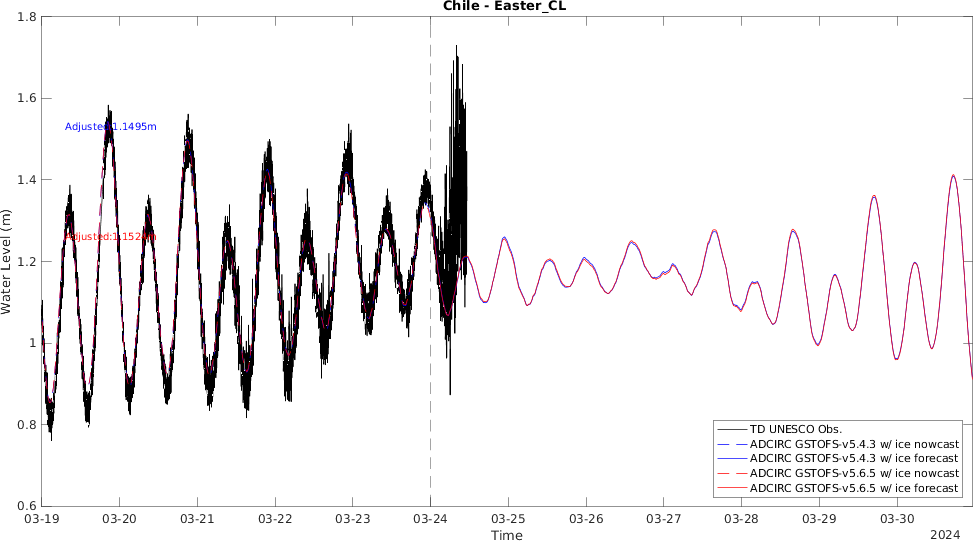 Chile - Easter_CL
1.8
1.6
1.4
1.2
1
0.8
0.6
Water Level (m)
Adjusted:1.1495m
TD UNESCO Obs.
ADCIRC GSTOFS-v5.4.3 w/ ice nowcast
ADCIRC GSTOFS-v5.4.3 w/ ice forecast
ADCIRC GSTOFS-v5.6.5 w/ ice nowcast
ADCIRC GSTOFS-v5.6.5 w/ ice forecast
03-19 03-20 03-21 03-22 03-23 03-24 03-25 03-26 03-27 03-28 03-29 03-30
Time
2024